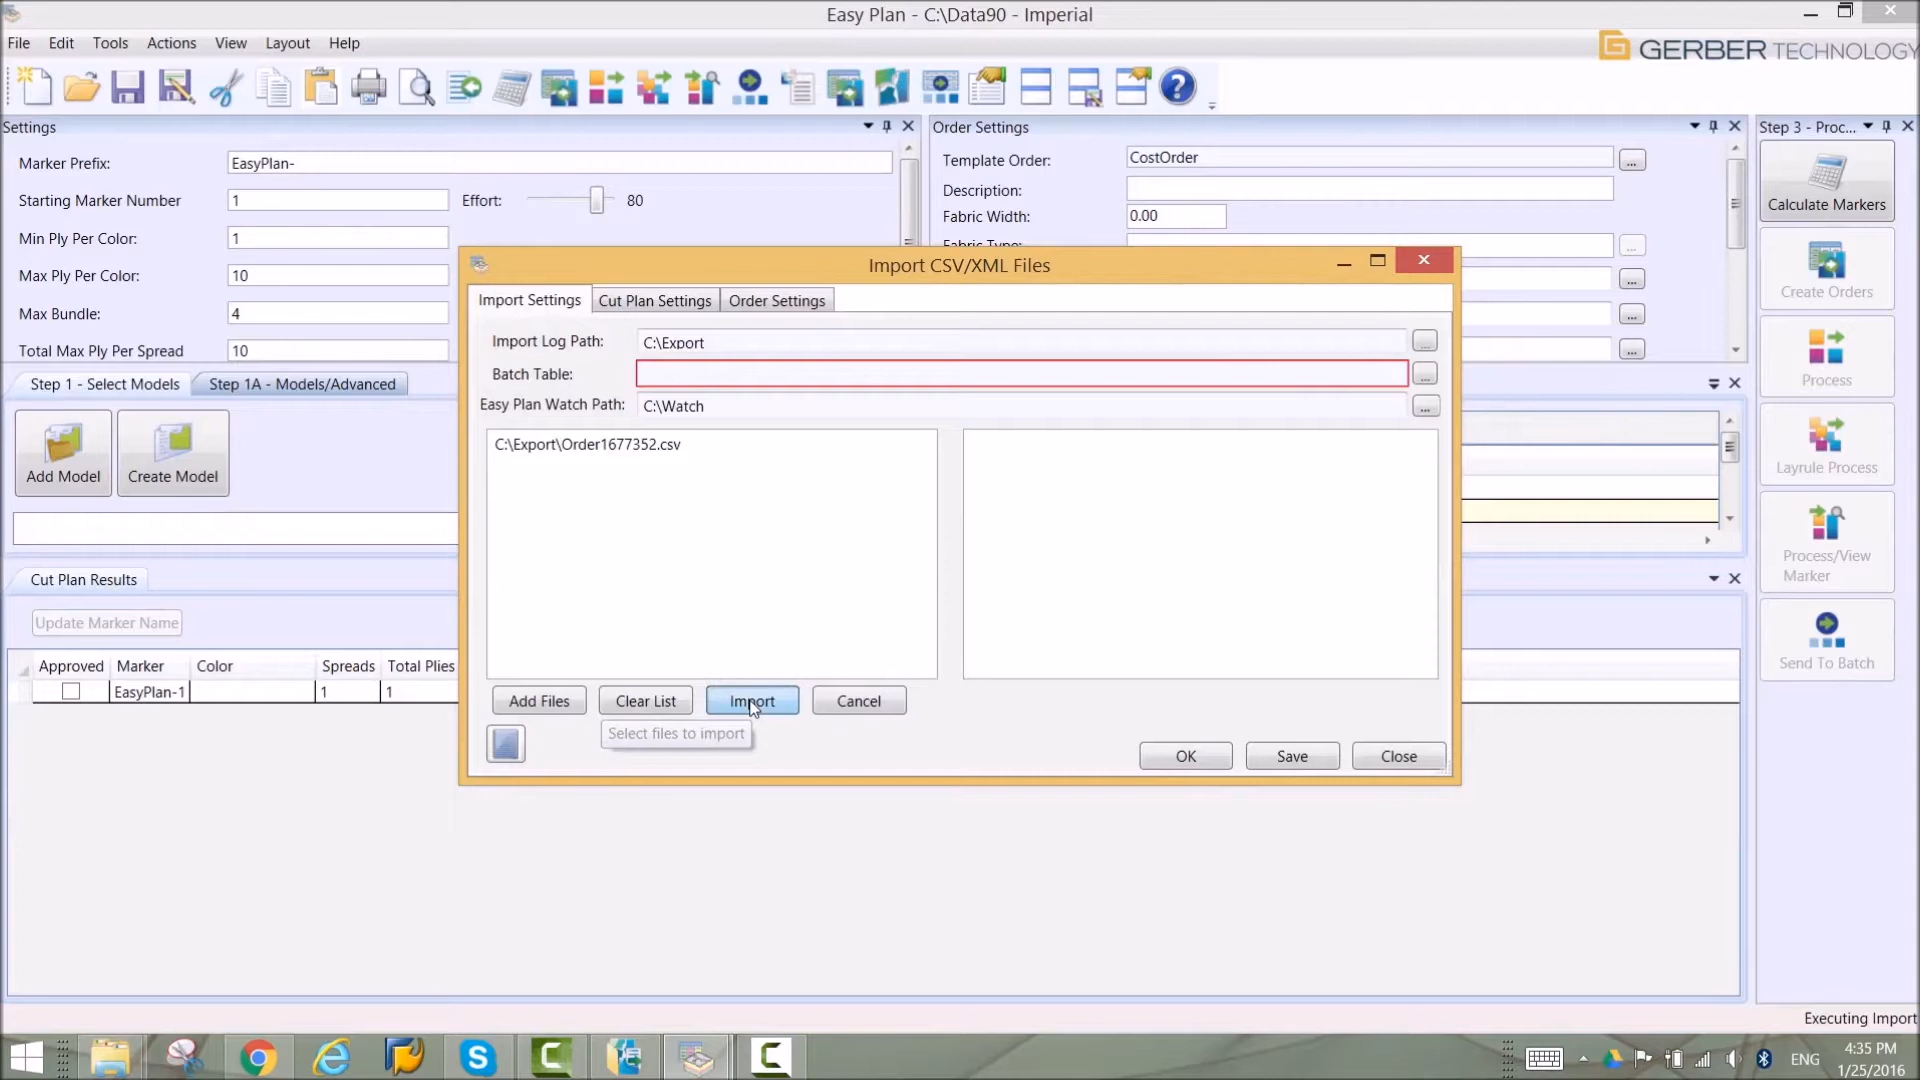 Easy Plan - C:\Data90 - Imperial
File Edit Tools Actions View Layout Help
GERBER TECHNOLOGY
Settings
Marker Prefix: EasyPlan-
Starting Marker Number 1 Effort: 80
Min Ply Per Color: 1
Max Ply Per Color: 10
Max Bundle: 4
Total Max Ply Per Spread 10
Order Settings
Template Order: CostOrder ...
Description:
Fabric Width: 0.00
Fabric Type: ...
...
...
...
Step 3 - Proc...
Calculate Markers
Create Orders
Process
Layrule Process
Process/View
Marker
Send To Batch
Step 1 - Select Models Step 1A - Models/Advanced
Add Model Create Model
Cut Plan Results
Update Marker Name
Approved Marker Color Spreads Total Plies
EasyPlan-1 1 1
Import CSV/XML Files
Import Settings Cut Plan Settings Order Settings
Import Log Path: C:\Export ...
Batch Table: ...
Easy Plan Watch Path: C:\Watch ...
C:\Export\Order1677352.csv
Add Files Clear List Import Cancel
Select files to import
OK Save Close
Executing Import
ENG 4:35 PM
1/25/2016